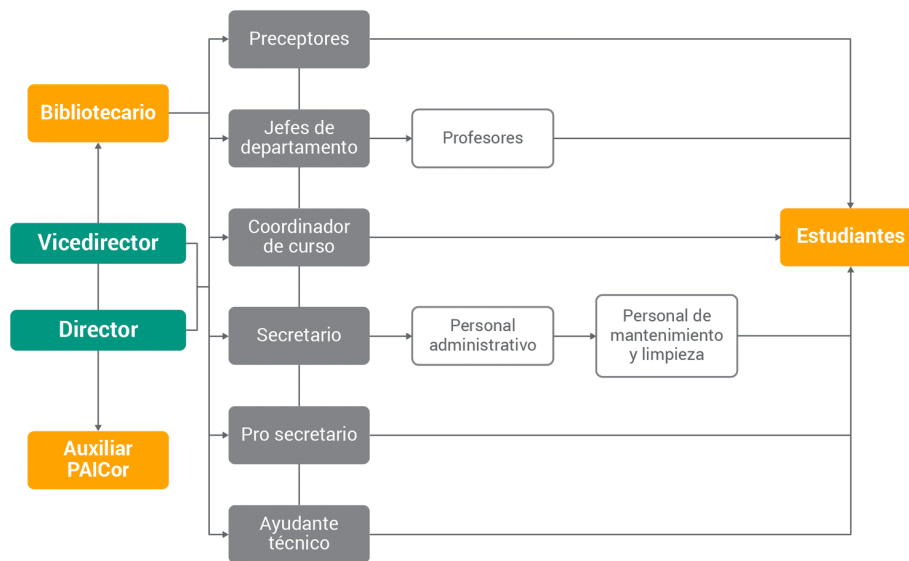 Preceptores
Bibliotecario
Jefes de
departamento
Profesores
Vicedirector
Coordinador
de curso
Estudiantes
Director
Secretario
Personal
administrativo
Personal de
mantenimiento
y limpieza
Auxiliar
PAICor
Pro secretario
Ayudante
técnico